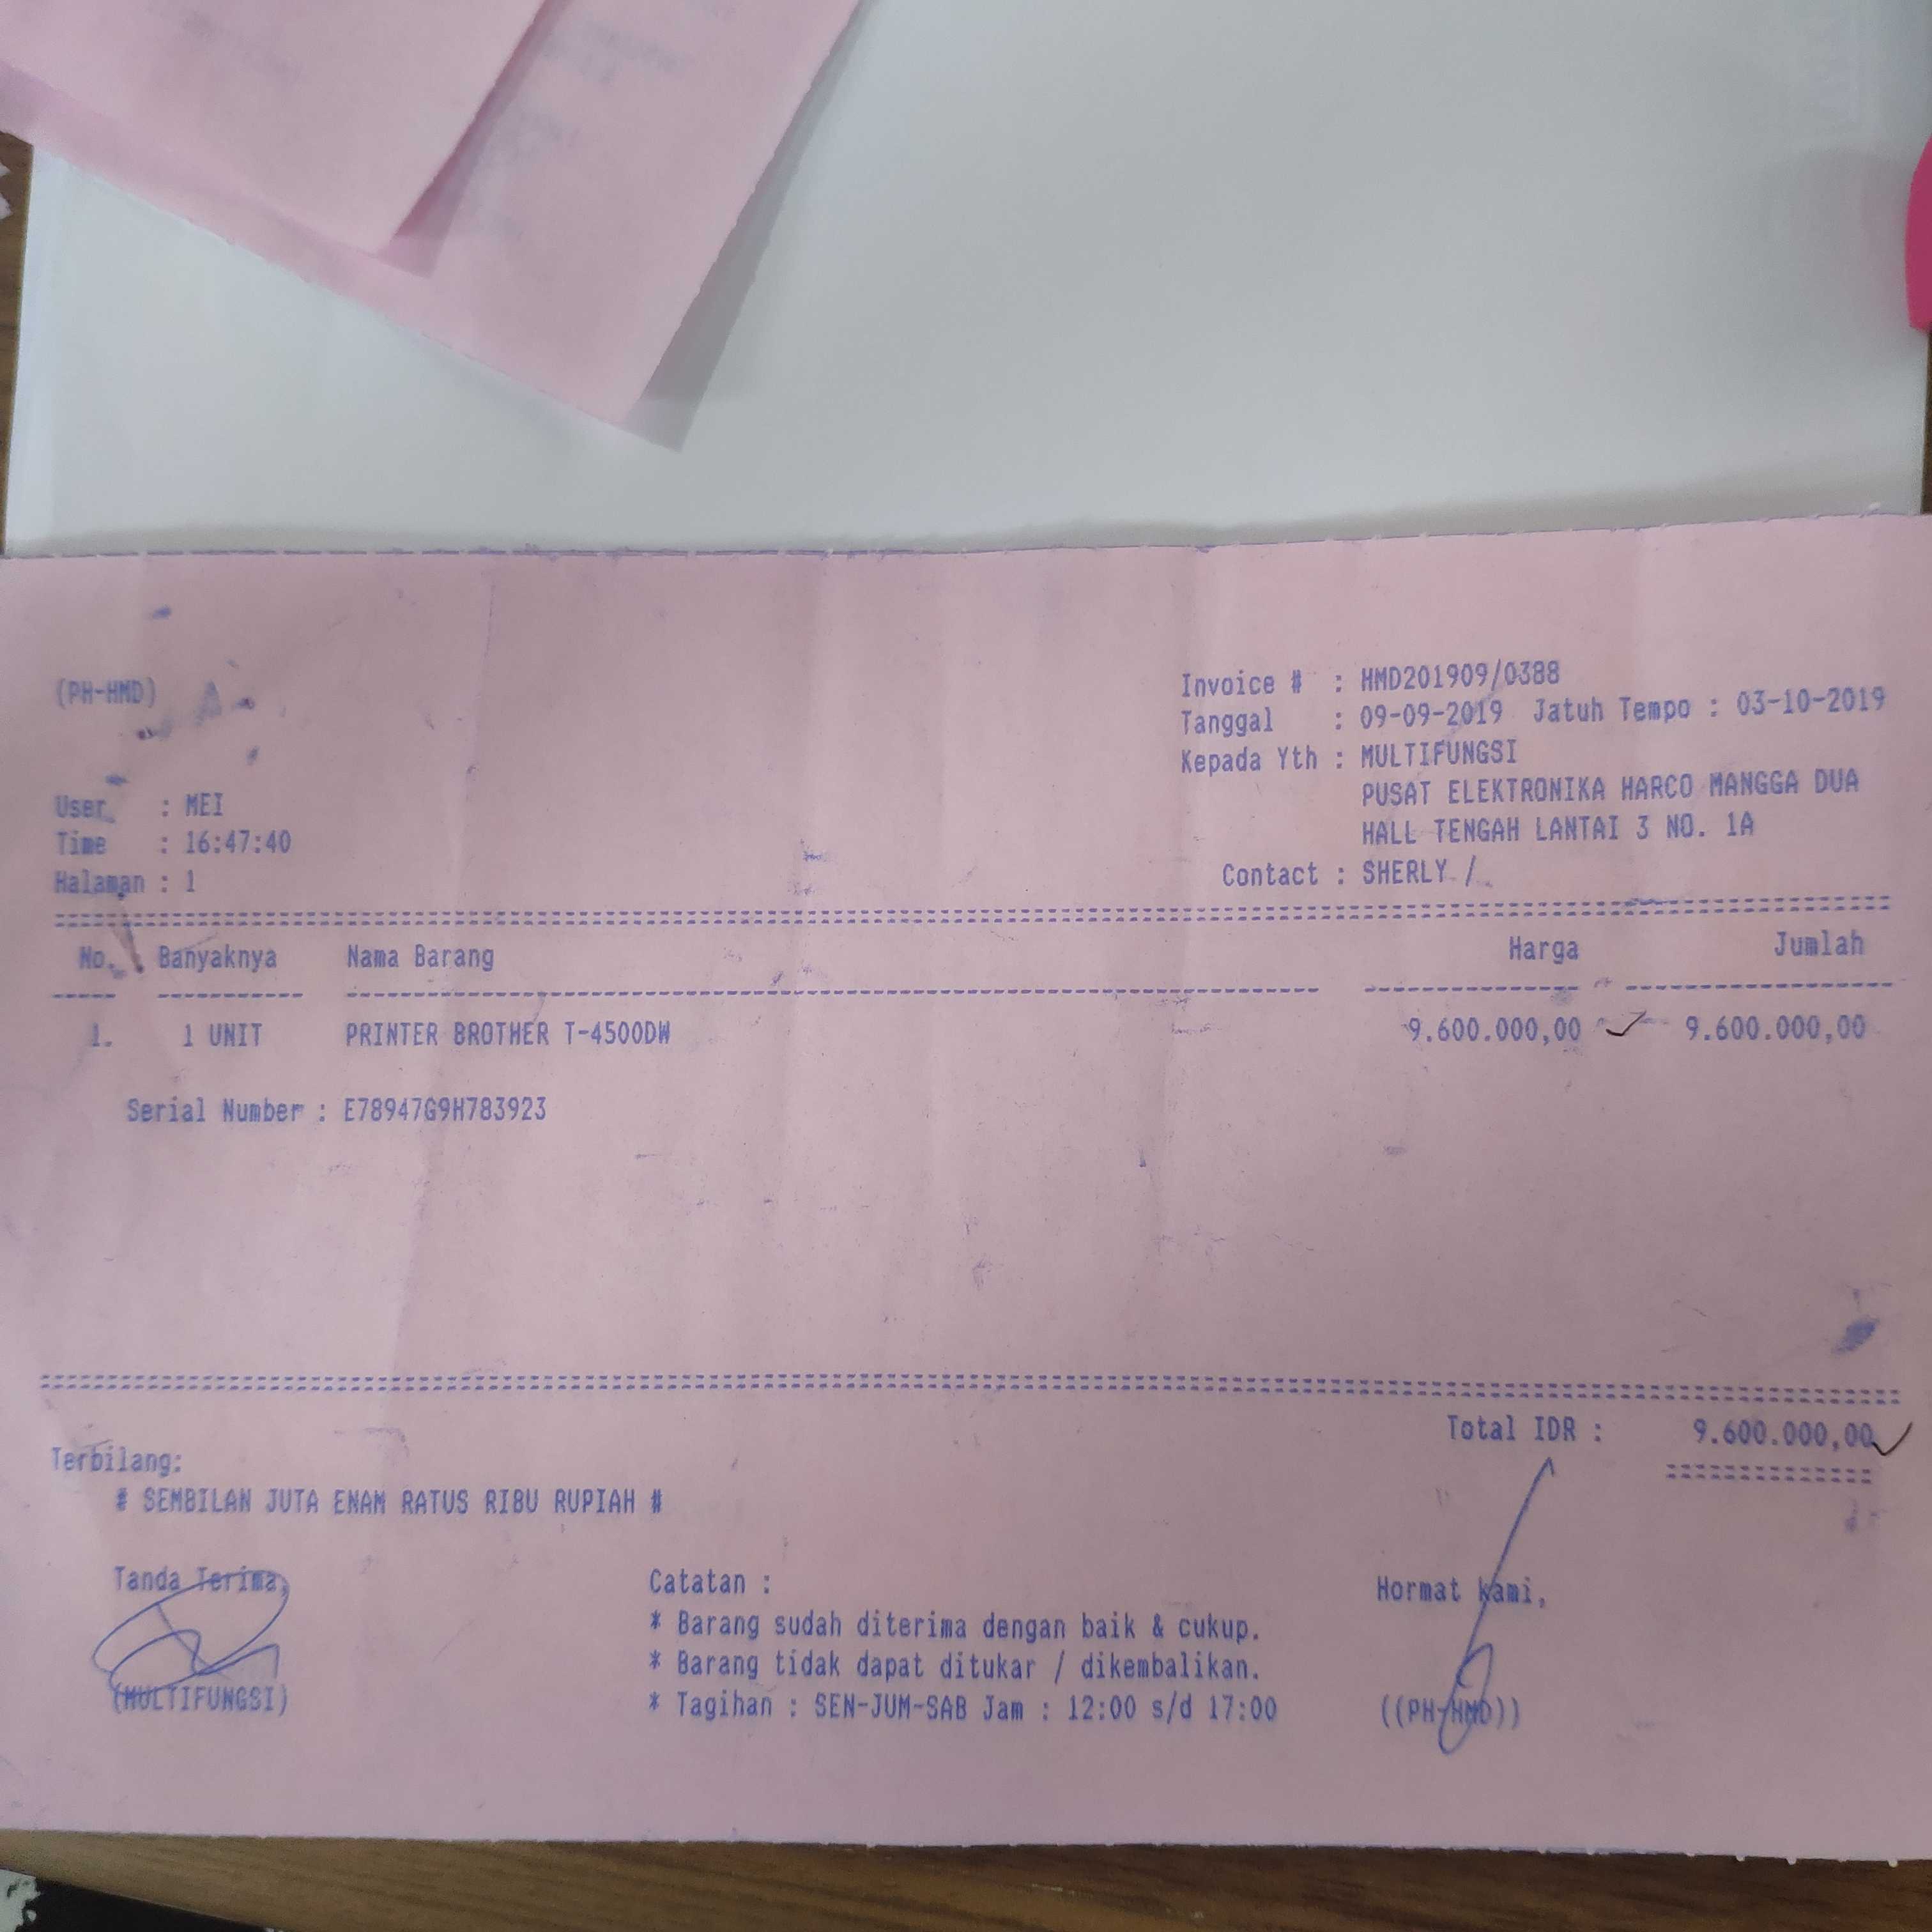 (PH-HMD)
Invoice # : HMD201909/0388
Tanggal : 09-09-2019 Jatuh Tempo : 03-10-2019
Kepada Yth : MULTIFUNGSI
PUSAT ELEKTRONIKA HARCO MANGGA DUA
HALL TENGAH LANTAI 3 NO. 1A
Contact : SHERLY /
User : MEI
Time : 16:47:40
Halaman : 1
No. Banyaknya Nama Barang Harga Jumlah
1. 1 UNIT PRINTER BROTHER T-4500DW 9.600.000,00 9.600.000,00
Serial Number : E78947G9H783923
Total IDR : 9.600.000,00
Terbilang:
# SEMBILAN JUTA ENAM RATUS RIBU RUPIAH #
Tanda Terima,
(MULTIFUNGSI)
Catatan :
* Barang sudah diterima dengan baik & cukup.
* Barang tidak dapat ditukar / dikembalikan.
* Tagihan : SEN-JUM-SAB Jam : 12:00 s/d 17:00
Hormat kami,
((PH-HMD))